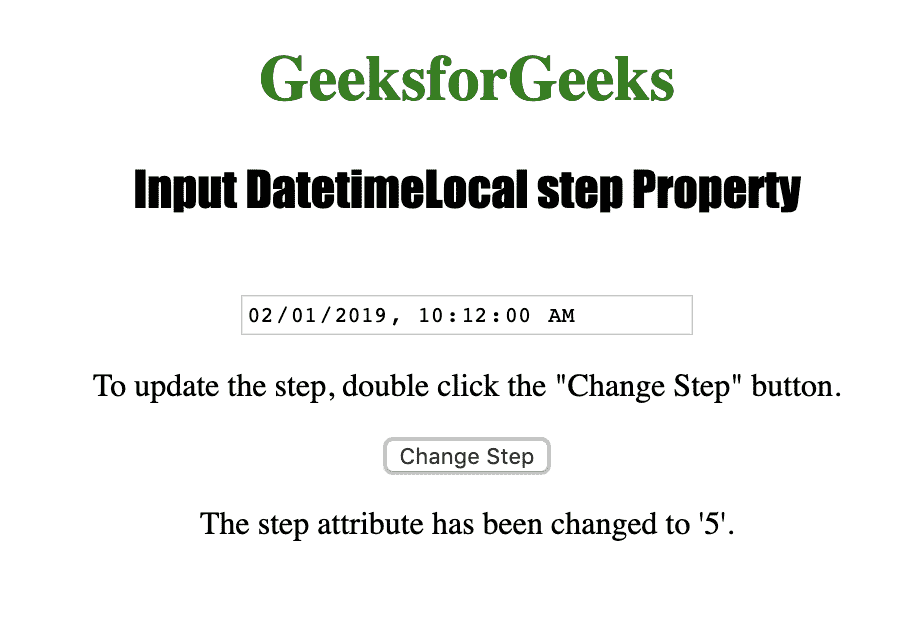 GeeksforGeeks
Input DatetimeLocal step Property
02/01/2019, 10:12:00 AM
To update the step, double click the "Change Step" button.
Change Step
The step attribute has been changed to '5'.